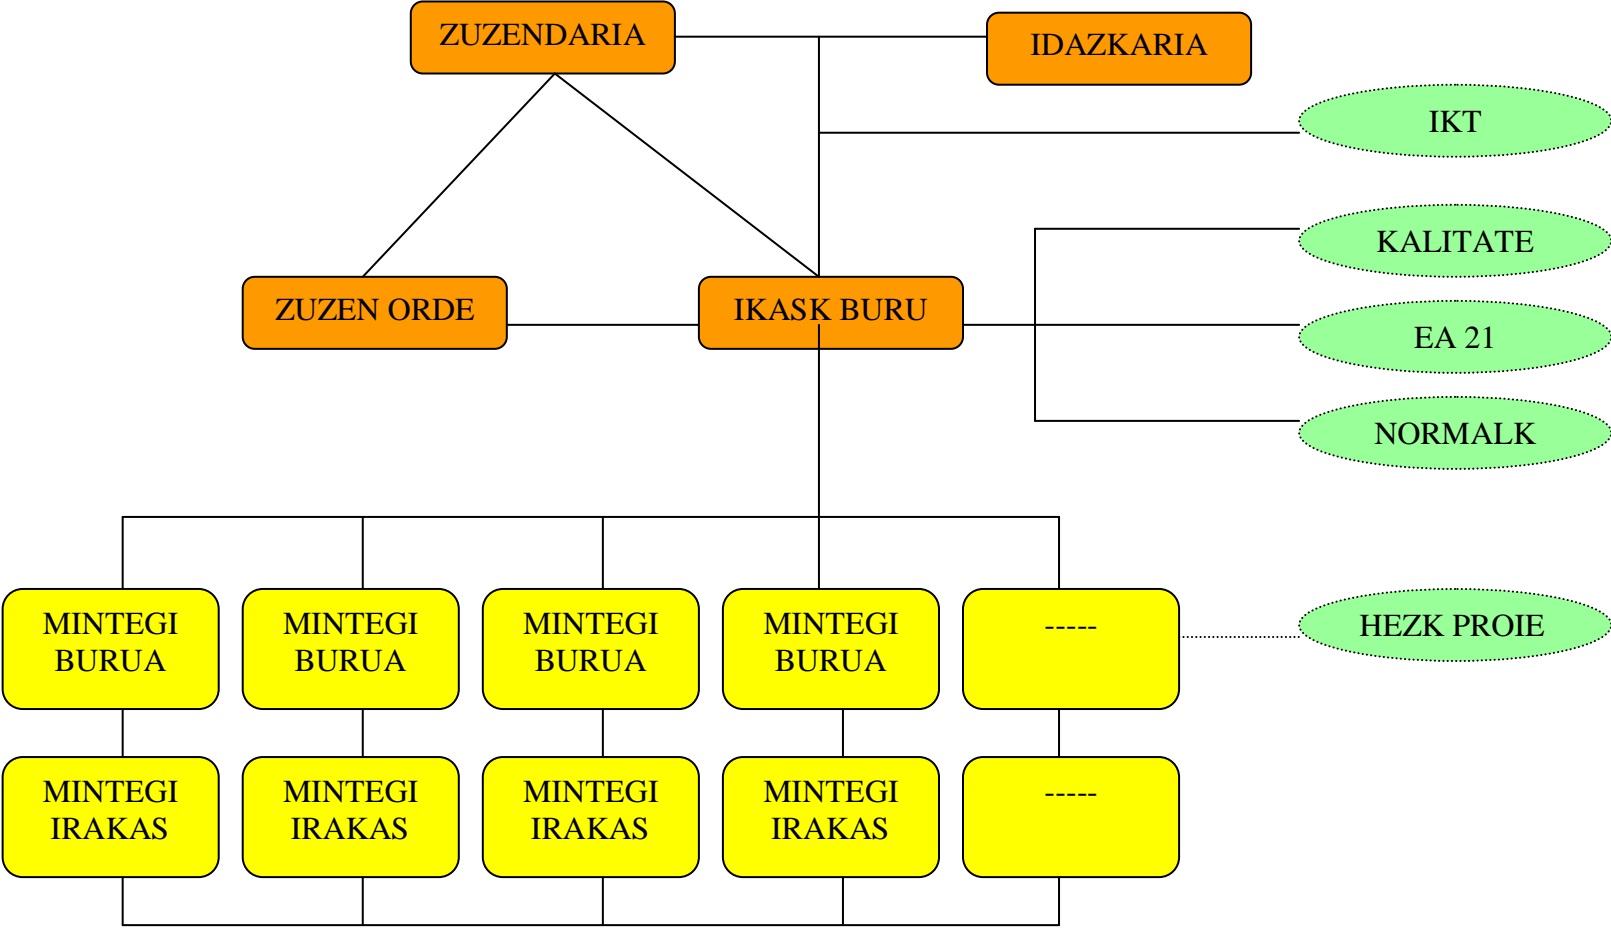 ZUZENDARIA
IDAZKARIA
IKT
KALITATE
ZUZEN ORDE
IKASK BURU
EA 21
NORMALK
MINTEGI
BURUA
MINTEGI
BURUA
MINTEGI
BURUA
MINTEGI
BURUA
-----
HEZK PROIE
MINTEGI
IRAKAS
MINTEGI
IRAKAS
MINTEGI
IRAKAS
MINTEGI
IRAKAS
-----